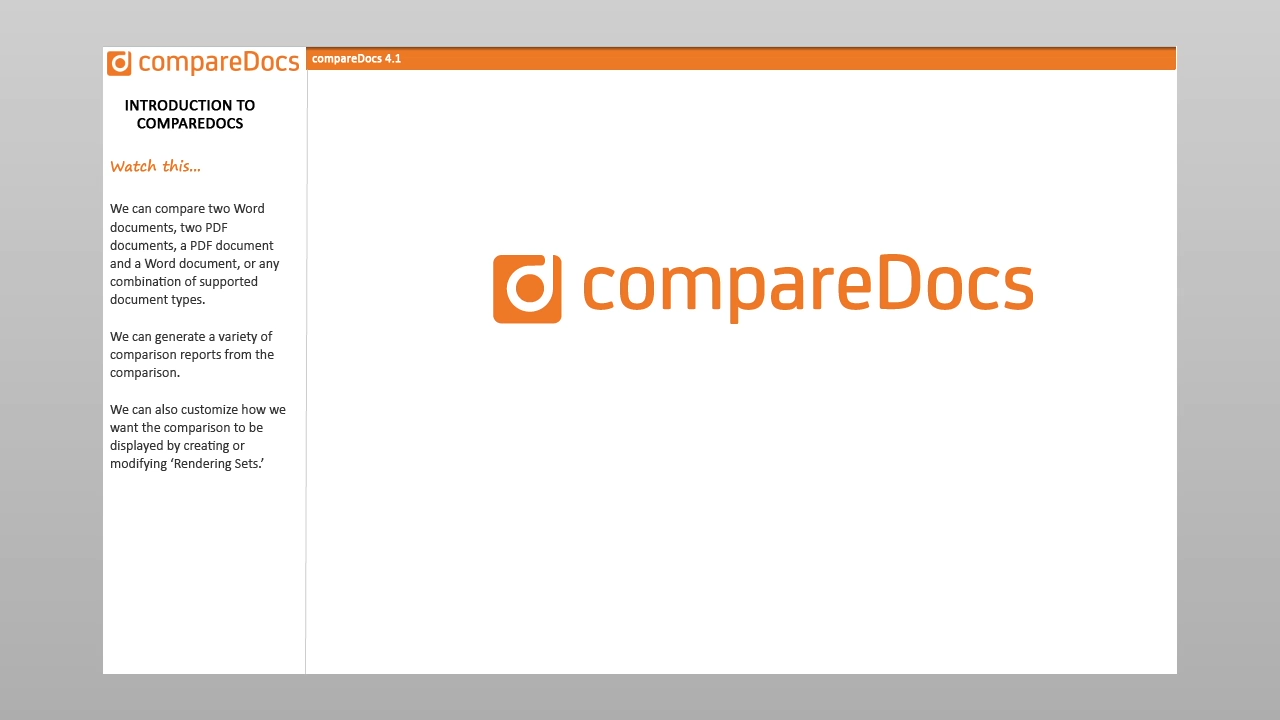 compareDocs
compareDocs 4.1
INTRODUCTION TO
COMPAREDOCS
Watch this...
We can compare two Word
documents, two PDF
documents, a PDF document
and a Word document, or any
combination of supported
document types.
We can generate a variety of
comparison reports from the
comparison.
We can also customize how we
want the comparison to be
displayed by creating or
modifying ‘Rendering Sets.’
compareDocs